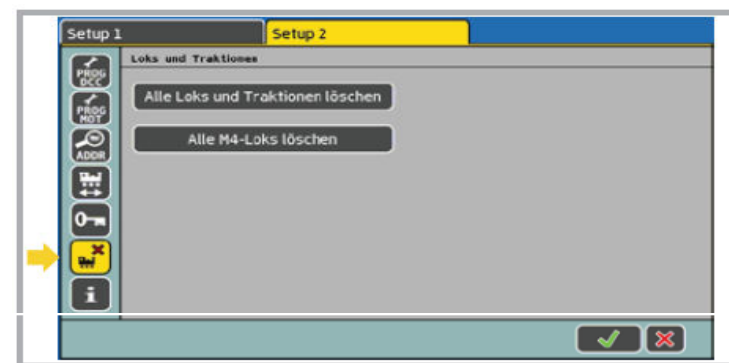 Setup 1
Setup 2
Loks und Traktionen
PROG
DCC
Alle Loks und Traktionen löschen
PROG
MOT
Alle M4-Loks löschen
ADDR
i